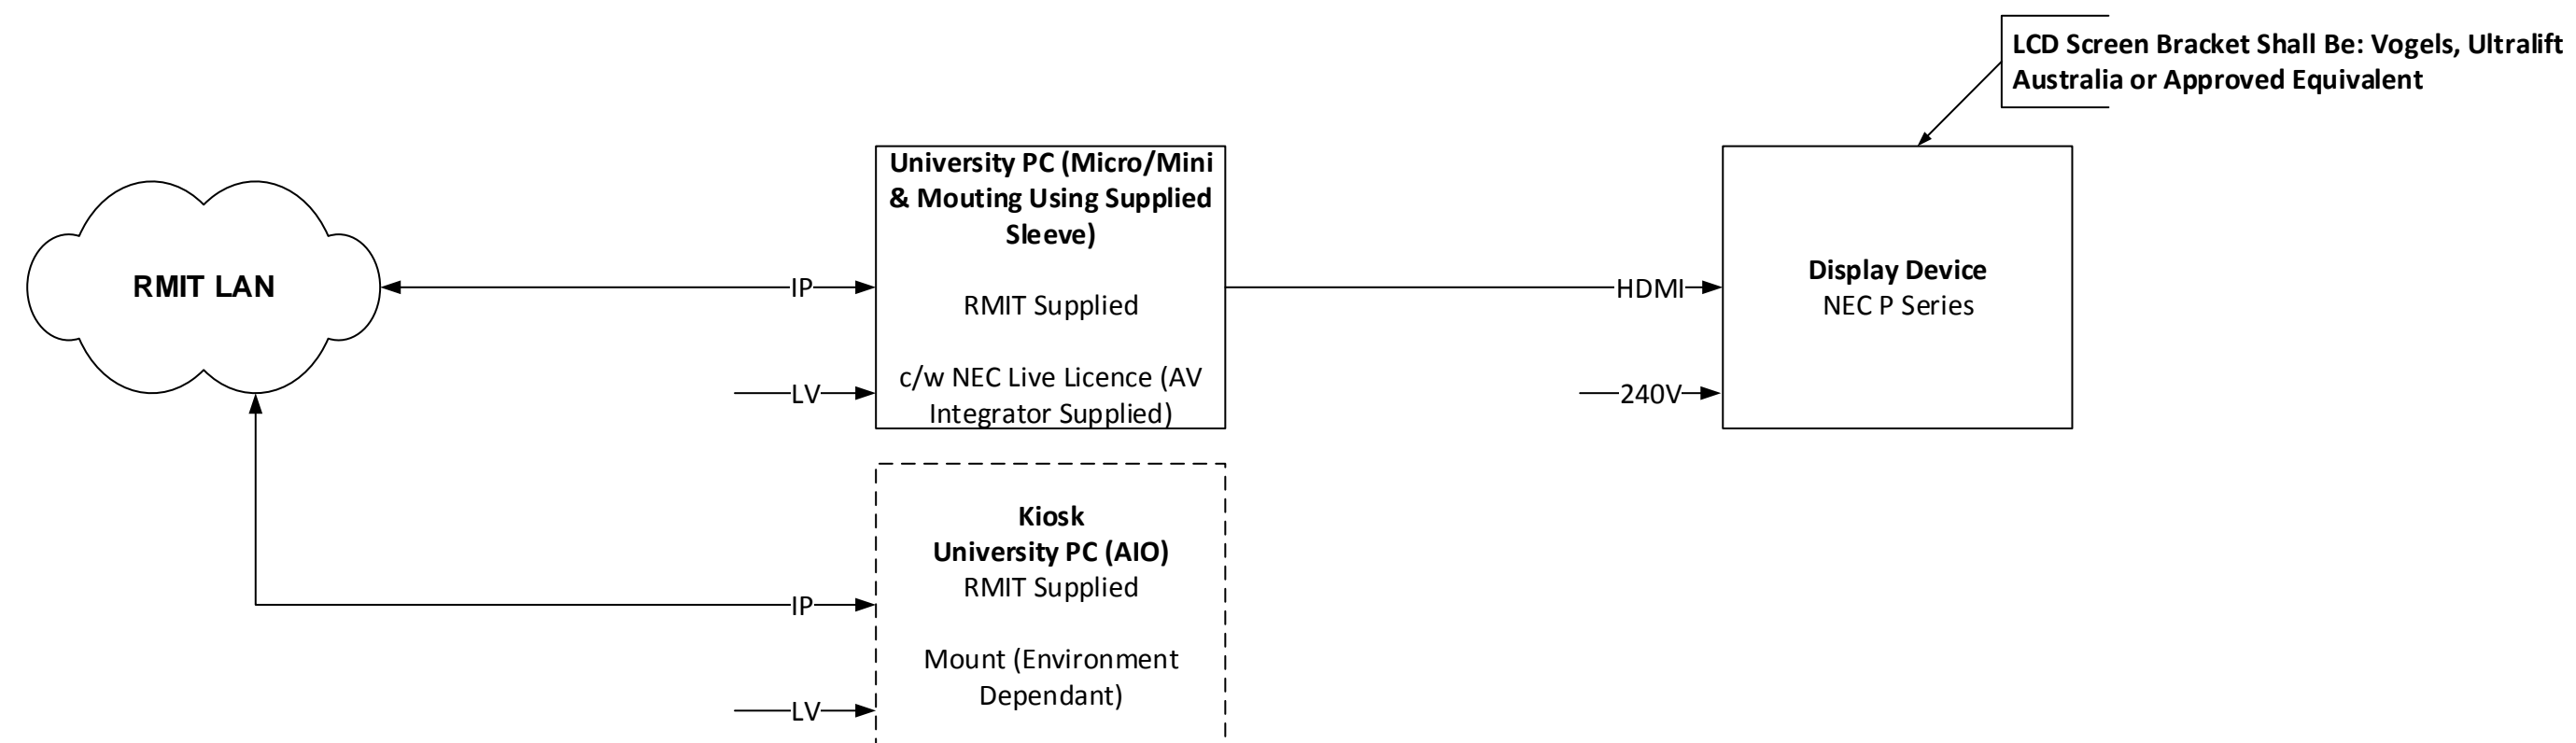 LCD Screen Bracket Shall Be: Vogels, Ultralift
Australia or Approved Equivalent
University PC (Micro/Mini
& Mouting Using Supplied
Sleeve)
RMIT Supplied
c/w NEC Live Licence (AV
Integrator Supplied)
RMIT LAN
IP
LV
HDMI
240V
Display Device
NEC P Series
Kiosk
University PC (AIO)
RMIT Supplied
Mount (Environment
Dependant)
IP
LV